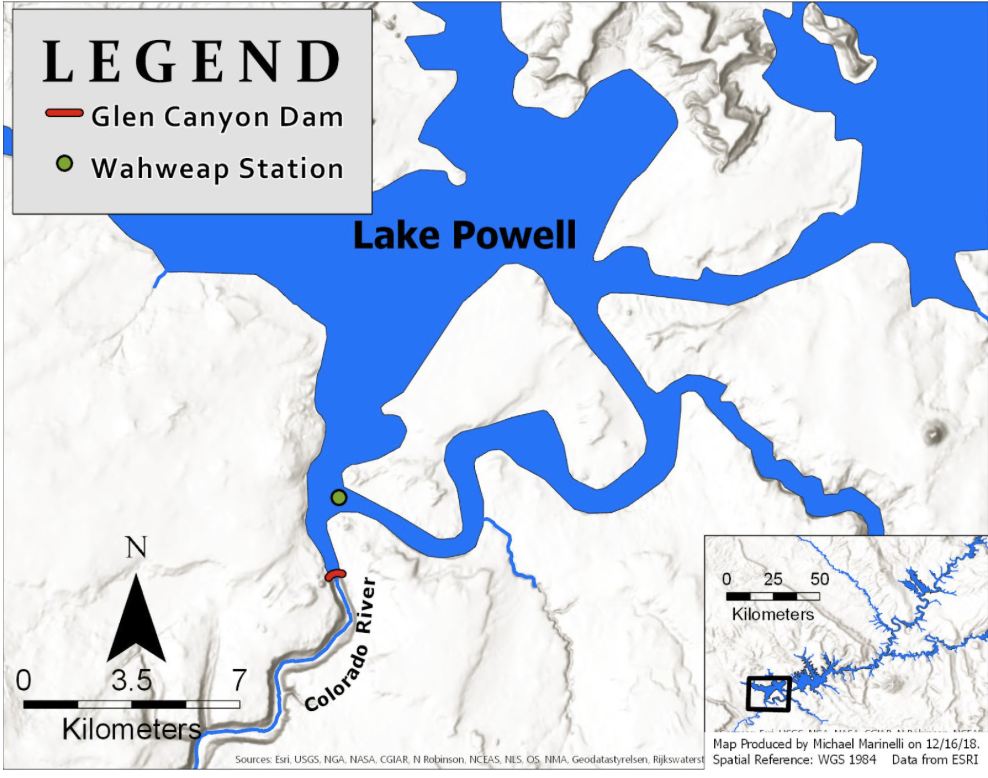 LEGEND
Glen Canyon Dam
Wahweap Station
Lake Powell
N
Colorado River
0 3.5 7
Kilometers
0 25 50
Kilometers
Sources: Esri, USGS, NGA, NASA, CGIAR, N Robinson, NCEAS, NLS, OS, NMA, Geodatastyrelsen, Rijkswaterst
Map Produced by Michael Marinelli on 12/16/18.
Spatial Reference: WGS 1984 Data from ESRI